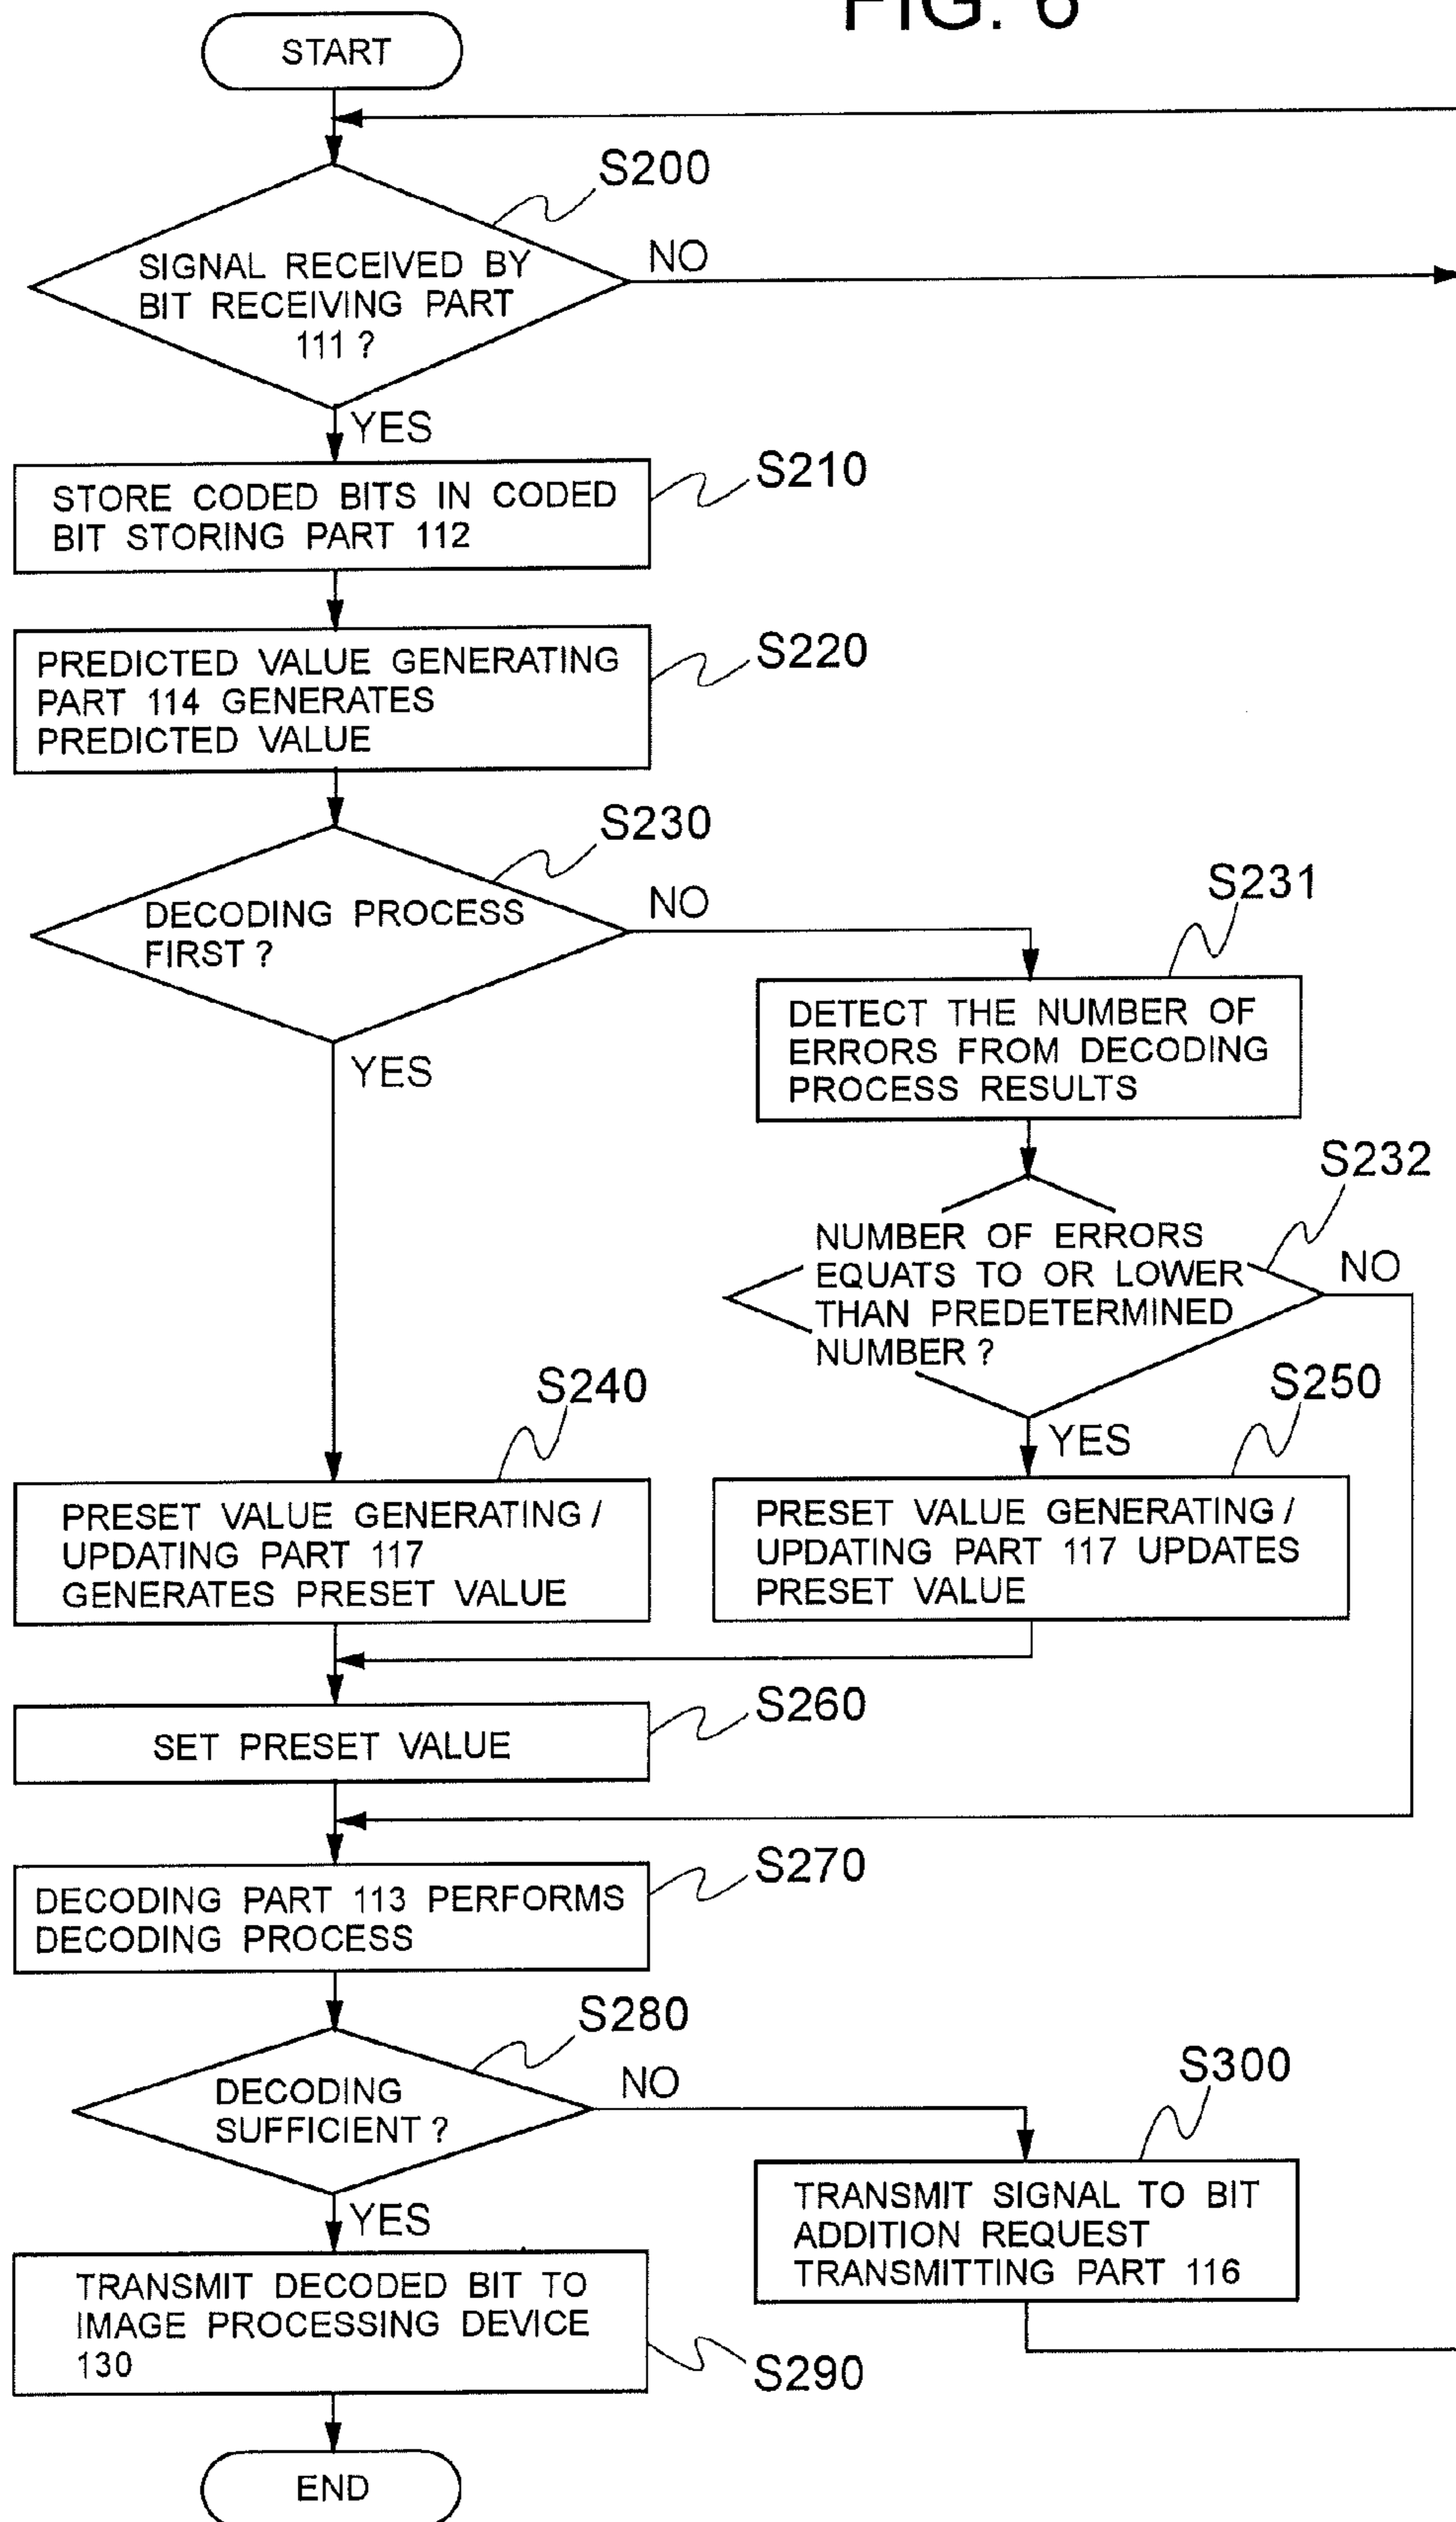 FIG. 6
START
S200
SIGNAL RECEIVED BY
BIT RECEIVING PART
111 ?
NO
YES
S210
STORE CODED BITS IN CODED
BIT STORING PART 112
S220
PREDICTED VALUE GENERATING
PART 114 GENERATES
PREDICTED VALUE
S230
DECODING PROCESS
FIRST ?
NO
YES
S231
DETECT THE NUMBER OF
ERRORS FROM DECODING
PROCESS RESULTS
S232
NUMBER OF ERRORS
EQUATS TO OR LOWER
THAN PREDETERMINED
NUMBER ?
NO
YES
S240
PRESET VALUE GENERATING /
UPDATING PART 117
GENERATES PRESET VALUE
S250
PRESET VALUE GENERATING /
UPDATING PART 117 UPDATES
PRESET VALUE
S260
SET PRESET VALUE
S270
DECODING PART 113 PERFORMS
DECODING PROCESS
S280
DECODING
SUFFICIENT ?
NO
YES
S300
TRANSMIT SIGNAL TO BIT
ADDITION REQUEST
TRANSMITTING PART 116
TRANSMIT DECODED BIT TO
IMAGE PROCESSING DEVICE
130
S290
END